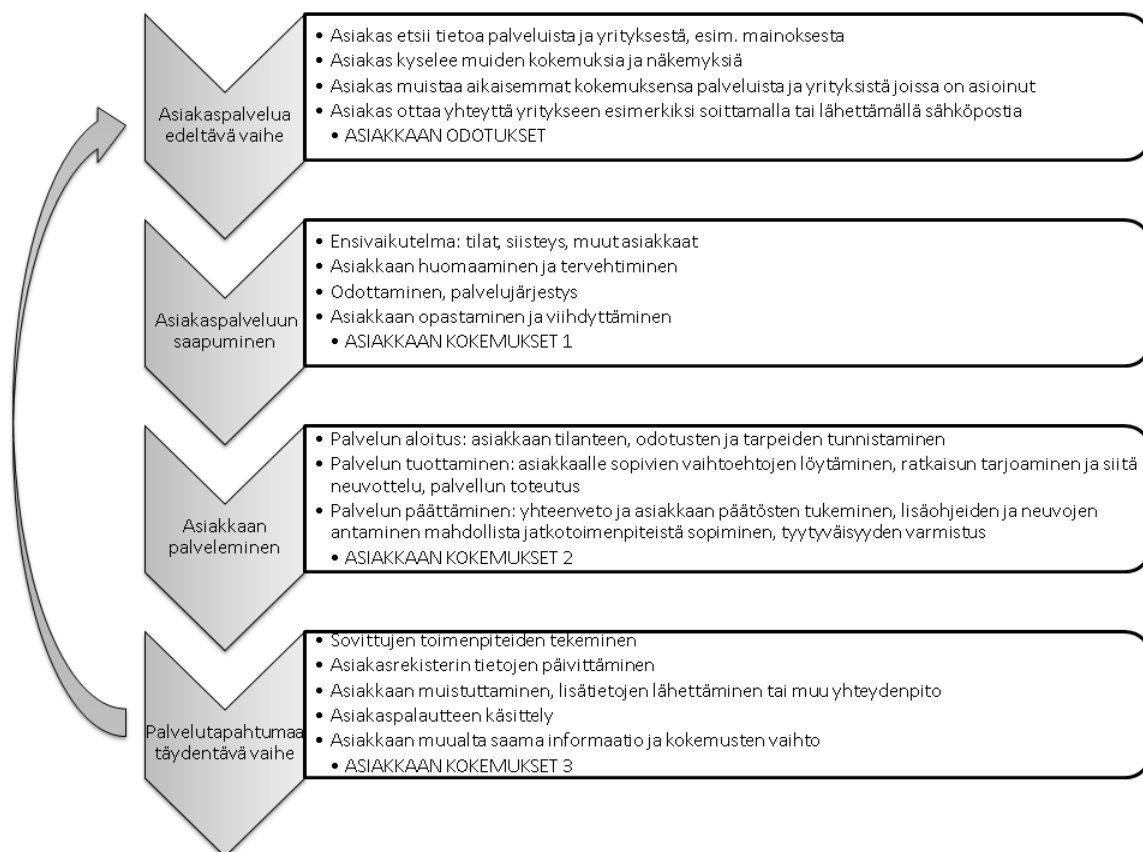 Asiakaspalvelua
edeltävä vaihe
• Asiakas etsii tietoa palveluista ja yrityksestä, esim. mainoksesta
• Asiakas kyselee muiden kokemuksia ja näkemyksiä
• Asiakas muistaa aikaisemmat kokemuksensa palveluista ja yrityksistä joissa on asioinut
• Asiakas ottaa yhteyttä yritykseen esimerkiksi soittamalla tai lähettämällä sähköpostia
• ASIAKKAAN ODOTUKSET
Asiakaspalveluun
saapuminen
• Ensivaikutelma: tilat, siisteys, muut asiakkaat
• Asiakkaan huomaaminen ja tervehtiminen
• Odottaminen, palvelujärjestys
• Asiakkaan opastaminen ja viihdyttäminen
• ASIAKKAAN KOKEMUKSET 1
Asiakkaan
palveleminen
• Palvelun aloitus: asiakkaan tilanteen, odotusten ja tarpeiden tunnistaminen
• Palvelun tuottaminen: asiakkaalle sopivien vaihtoehtojen löytäminen, ratkaisun tarjoaminen ja siitä
neuvottelu, palvellun toteutus
• Palvelun päättäminen: yhteenveto ja asiakkaan päätösten tukeminen, lisäohjeiden ja neuvojen
antaminen mahdollista jatkotoimenpiteistä sopiminen, tyytyväisyyden varmistus
• ASIAKKAAN KOKEMUKSET 2
Palvelutapahtumaa
täydentävä vaihe
• Sovittujen toimenpiteiden tekeminen
• Asiakasrekisterin tietojen päivittäminen
• Asiakkaan muistuttaminen, lisätietojen lähettäminen tai muu yhteydenpito
• Asiakaspalautteen käsittely
• Asiakkaan muualta saama informaatio ja kokemusten vaihto
• ASIAKKAAN KOKEMUKSET 3